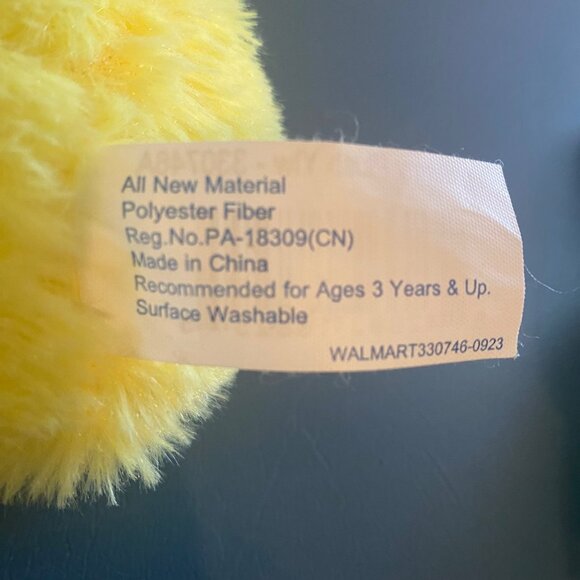 All New Material
Polyester Fiber
Reg.No.PA-18309(CN)
Made in China
Recommended for Ages 3 Years & Up.
Surface Washable
WALMART330746-0923